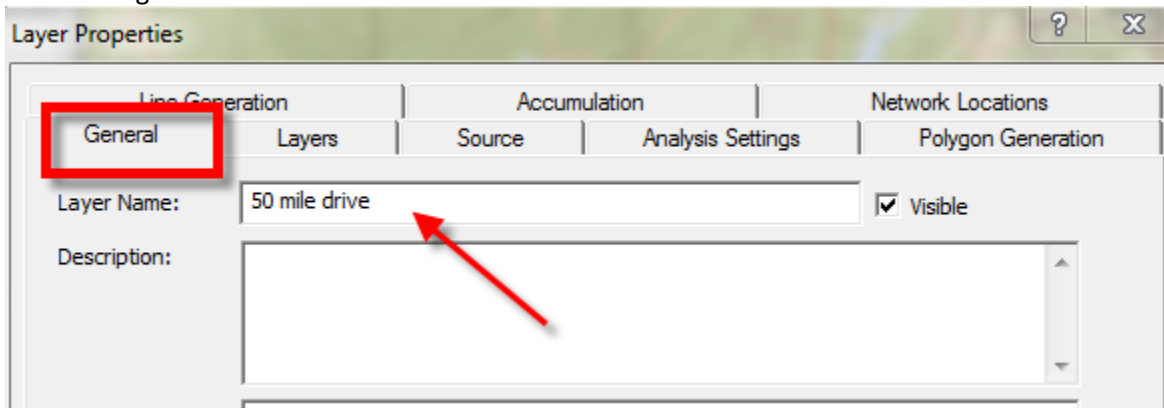 Layer Properties
Line Generation Accumulation Network Locations
General Layers Source Analysis Settings Polygon Generation
Layer Name: 50 mile drive Visible
Description: